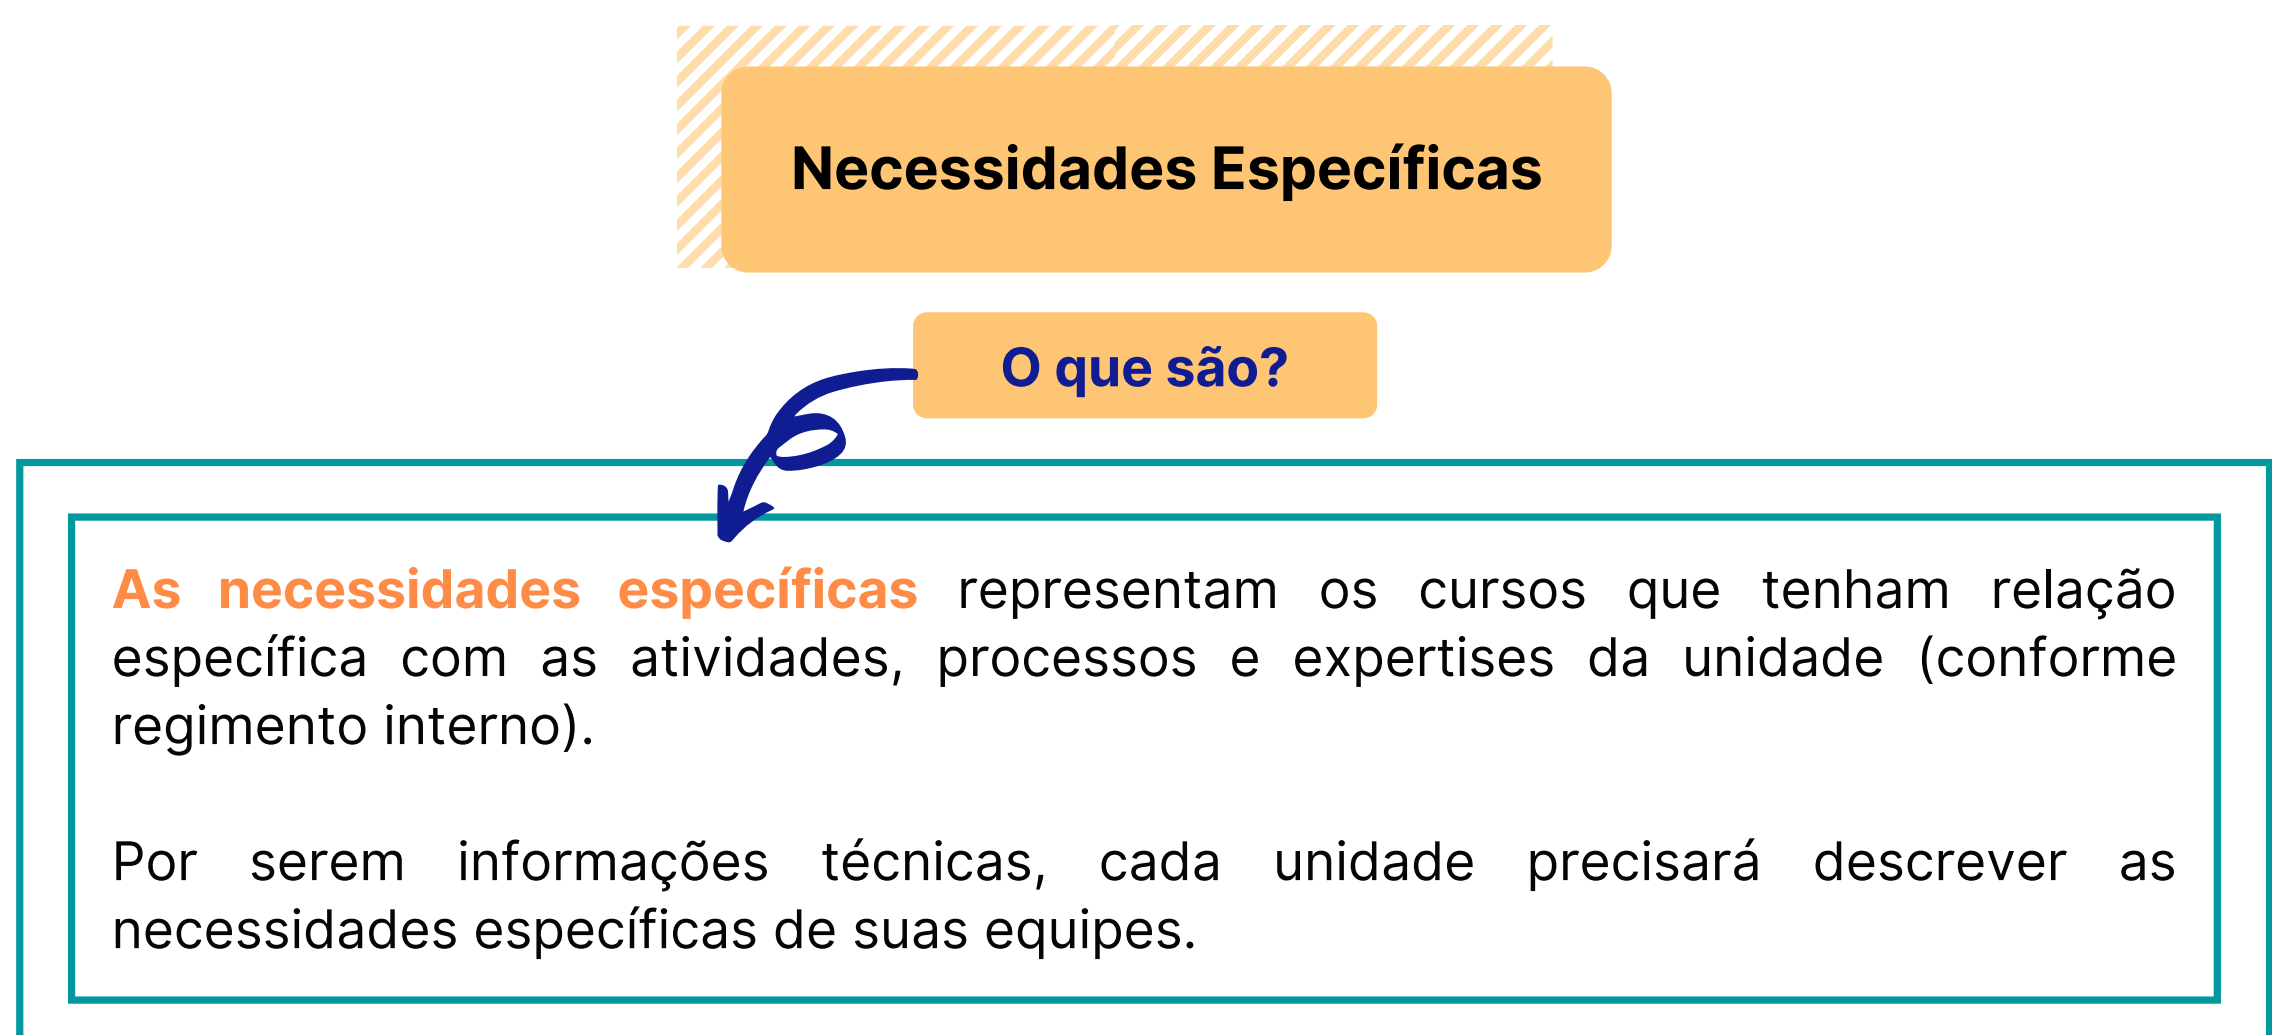 Necessidades Específicas
O que são?
As necessidades específicas representam os cursos que tenham relação
específica com as atividades, processos e expertises da unidade (conforme
regimento interno).
Por serem informações técnicas, cada unidade precisará descrever as
necessidades específicas de suas equipes.